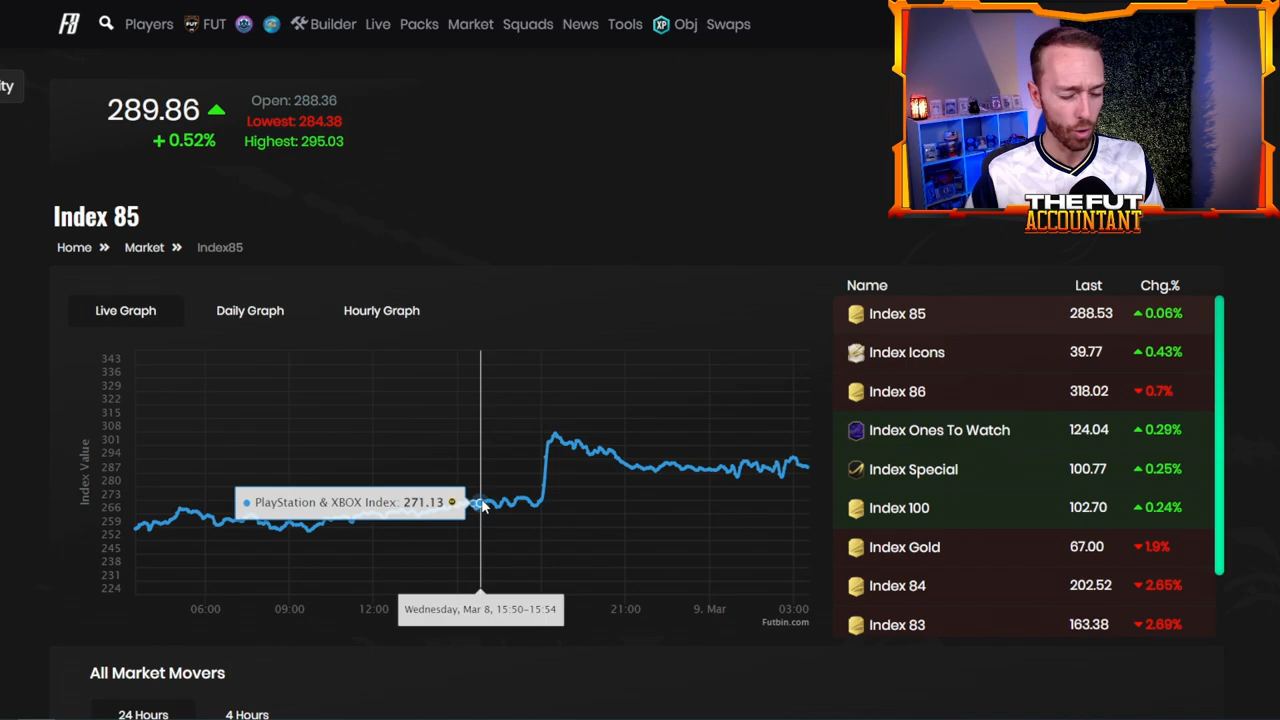 F8 Players FUT Builder Live Packs Market Squads News Tools XP Obj Swaps
ty
289.86 Open: 288.36
+ 0.52% Lowest: 284.38
Highest: 295.03
THE FUT
ACCOUNTANT
Index 85
Home Market Index85
Live Graph Daily Graph Hourly Graph
Name Last Chg.%
Index 85 288.53 0.06%
Index Icons 39.77 0.43%
Index 86 318.02 0.7%
Index Ones To Watch 124.04 0.29%
Index Special 100.77 0.25%
Index 100 102.70 0.24%
Index Gold 67.00 1.9%
Index 84 202.52 2.65%
Index 83 163.38 2.69%
Index Value
343
336
329
322
315
308
301
294
287
280
273
266
259
252
245
238
231
224
PlayStation & XBOX Index: 271.13
06:00 09:00 12:00 21:00 9. Mar 03:00
Wednesday, Mar 8, 15:50-15:54
Futbin.com
All Market Movers
24 Hours 4 Hours